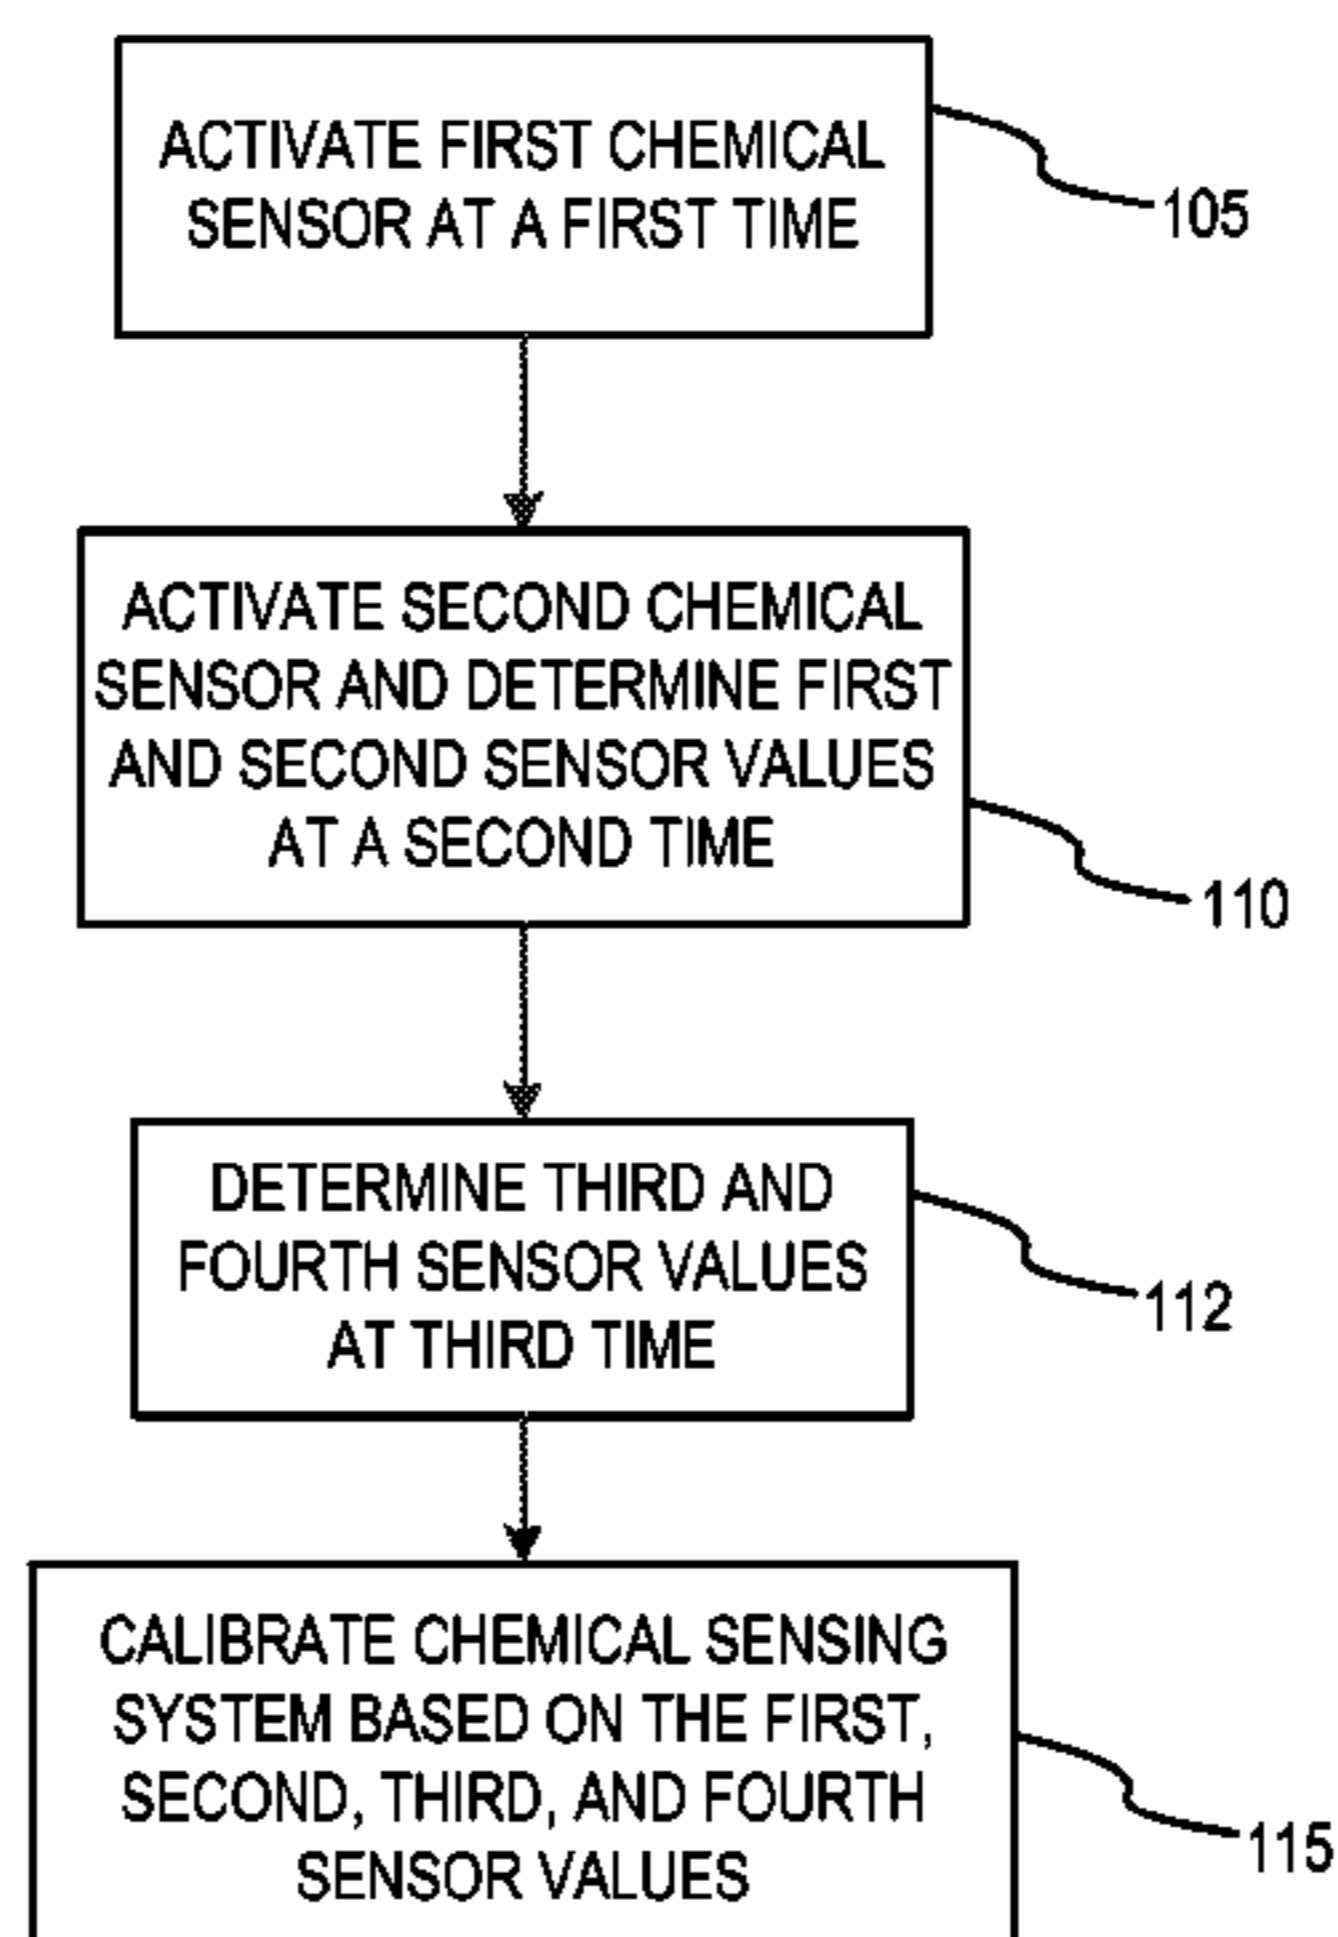 ACTIVATE FIRST CHEMICAL
SENSOR AT A FIRST TIME
105
ACTIVATE SECOND CHEMICAL
SENSOR AND DETERMINE FIRST
AND SECOND SENSOR VALUES
AT A SECOND TIME
110
DETERMINE THIRD AND
FOURTH SENSOR VALUES
AT THIRD TIME
112
CALIBRATE CHEMICAL SENSING
SYSTEM BASED ON THE FIRST,
SECOND, THIRD, AND FOURTH
SENSOR VALUES
115